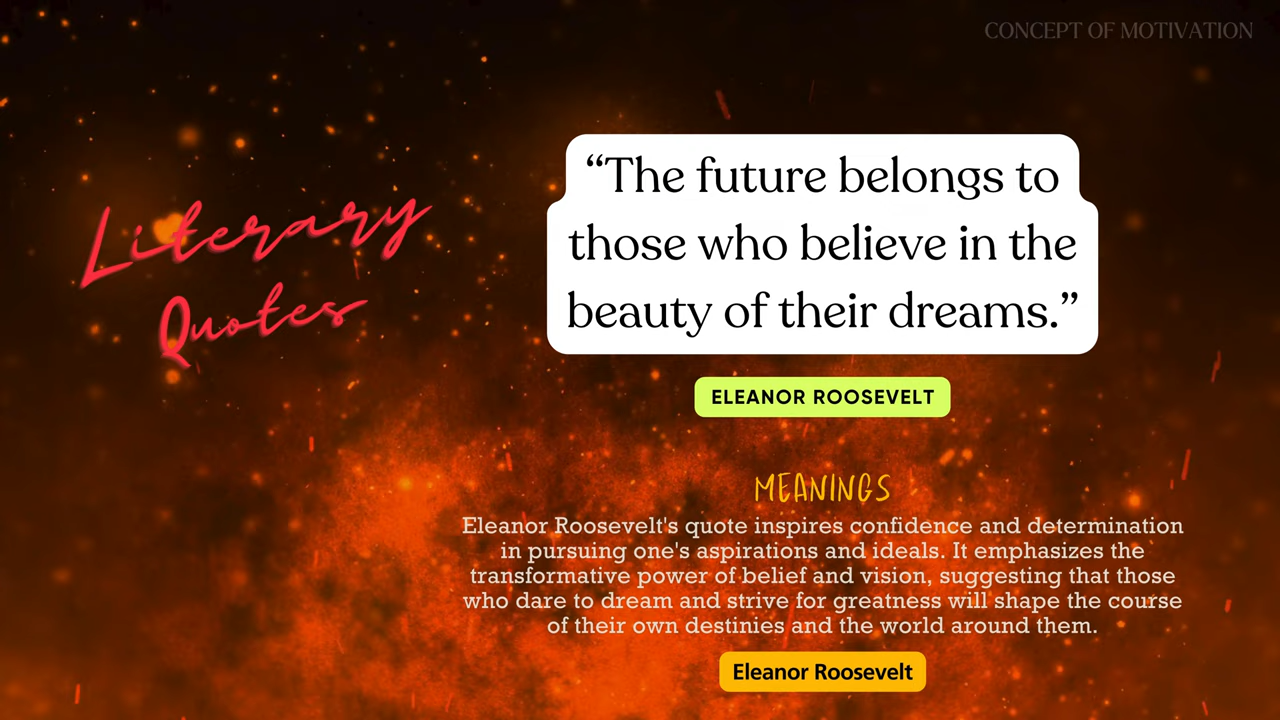 CONCEPT OF MOTIVATION
Literary
Quotes
“The future belongs to
those who believe in the
beauty of their dreams.”
ELEANOR ROOSEVELT
MEANINGS
Eleanor Roosevelt's quote inspires confidence and determination
in pursuing one's aspirations and ideals. It emphasizes the
transformative power of belief and vision, suggesting that those
who dare to dream and strive for greatness will shape the course
of their own destinies and the world around them.
Eleanor Roosevelt